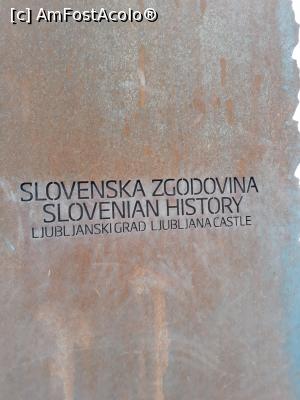 [c] AmFostAcolo®
SLOVENSKA ZGODOVINA
SLOVENIAN HISTORY
LJUBLJANSKI GRAD LJUBLJANA CASTLE